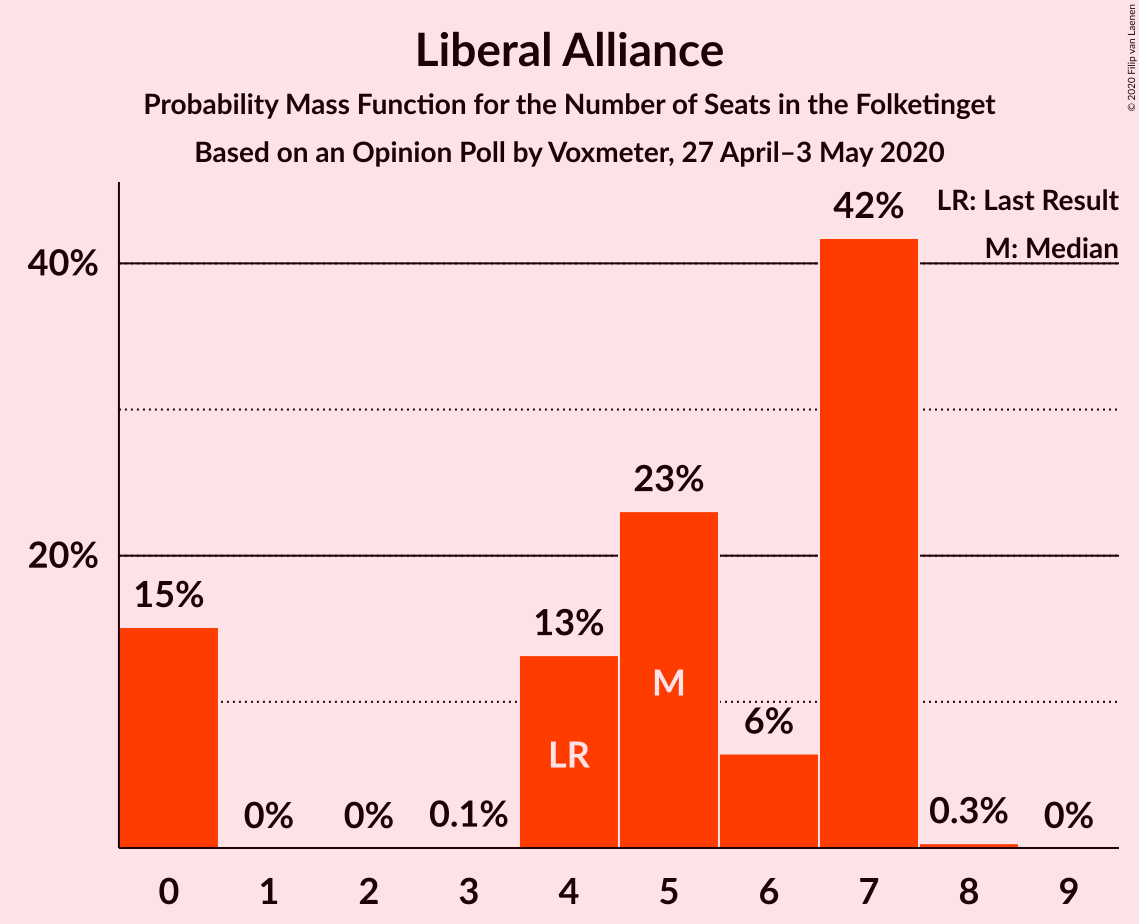 Liberal Alliance
Probability Mass Function for the Number of Seats in the Folketinget
Based on an Opinion Poll by Voxmeter, 27 April–3 May 2020
© 2020 Filip van Laenen
LR: Last Result
M: Median
40%
20%
15%
0%
0%
0.1%
13%
23%
6%
42%
0.3%
0%
LR
M
0 1 2 3 4 5 6 7 8 9